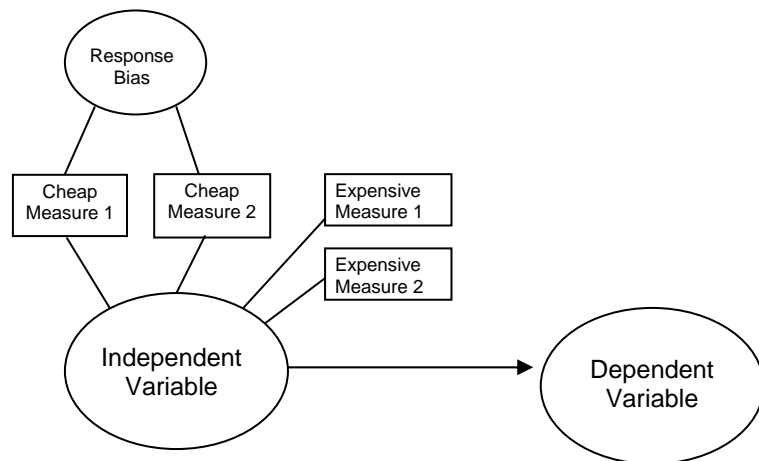 Response
Bias
Cheap
Measure 1
Cheap
Measure 2
Expensive
Measure 1
Expensive
Measure 2
Independent
Variable
Dependent
Variable